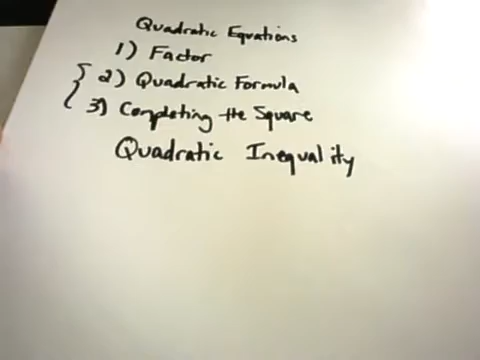 Quadratic Equations
1) Factor
2) Quadratic Formula
3) Completing the Square
Quadratic Inequality